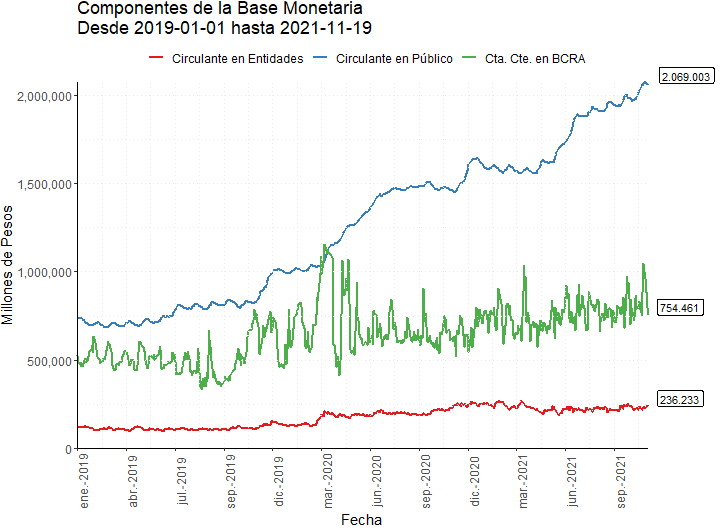 Componentes de la Base Monetaria
Desde 2019-01-01 hasta 2021-11-19
Circulante en Entidades Circulante en Público Cta. Cte. en BCRA
Millones de Pesos
2,000,000
1,500,000
1,000,000
500,000
0
2.069.003
754.461
236.233
ene.-2019
abr.-2019
jul.-2019
sep.-2019
dic.-2019
mar.-2020
jun.-2020
sep.-2020
dic.-2020
mar.-2021
jun.-2021
sep.-2021
Fecha